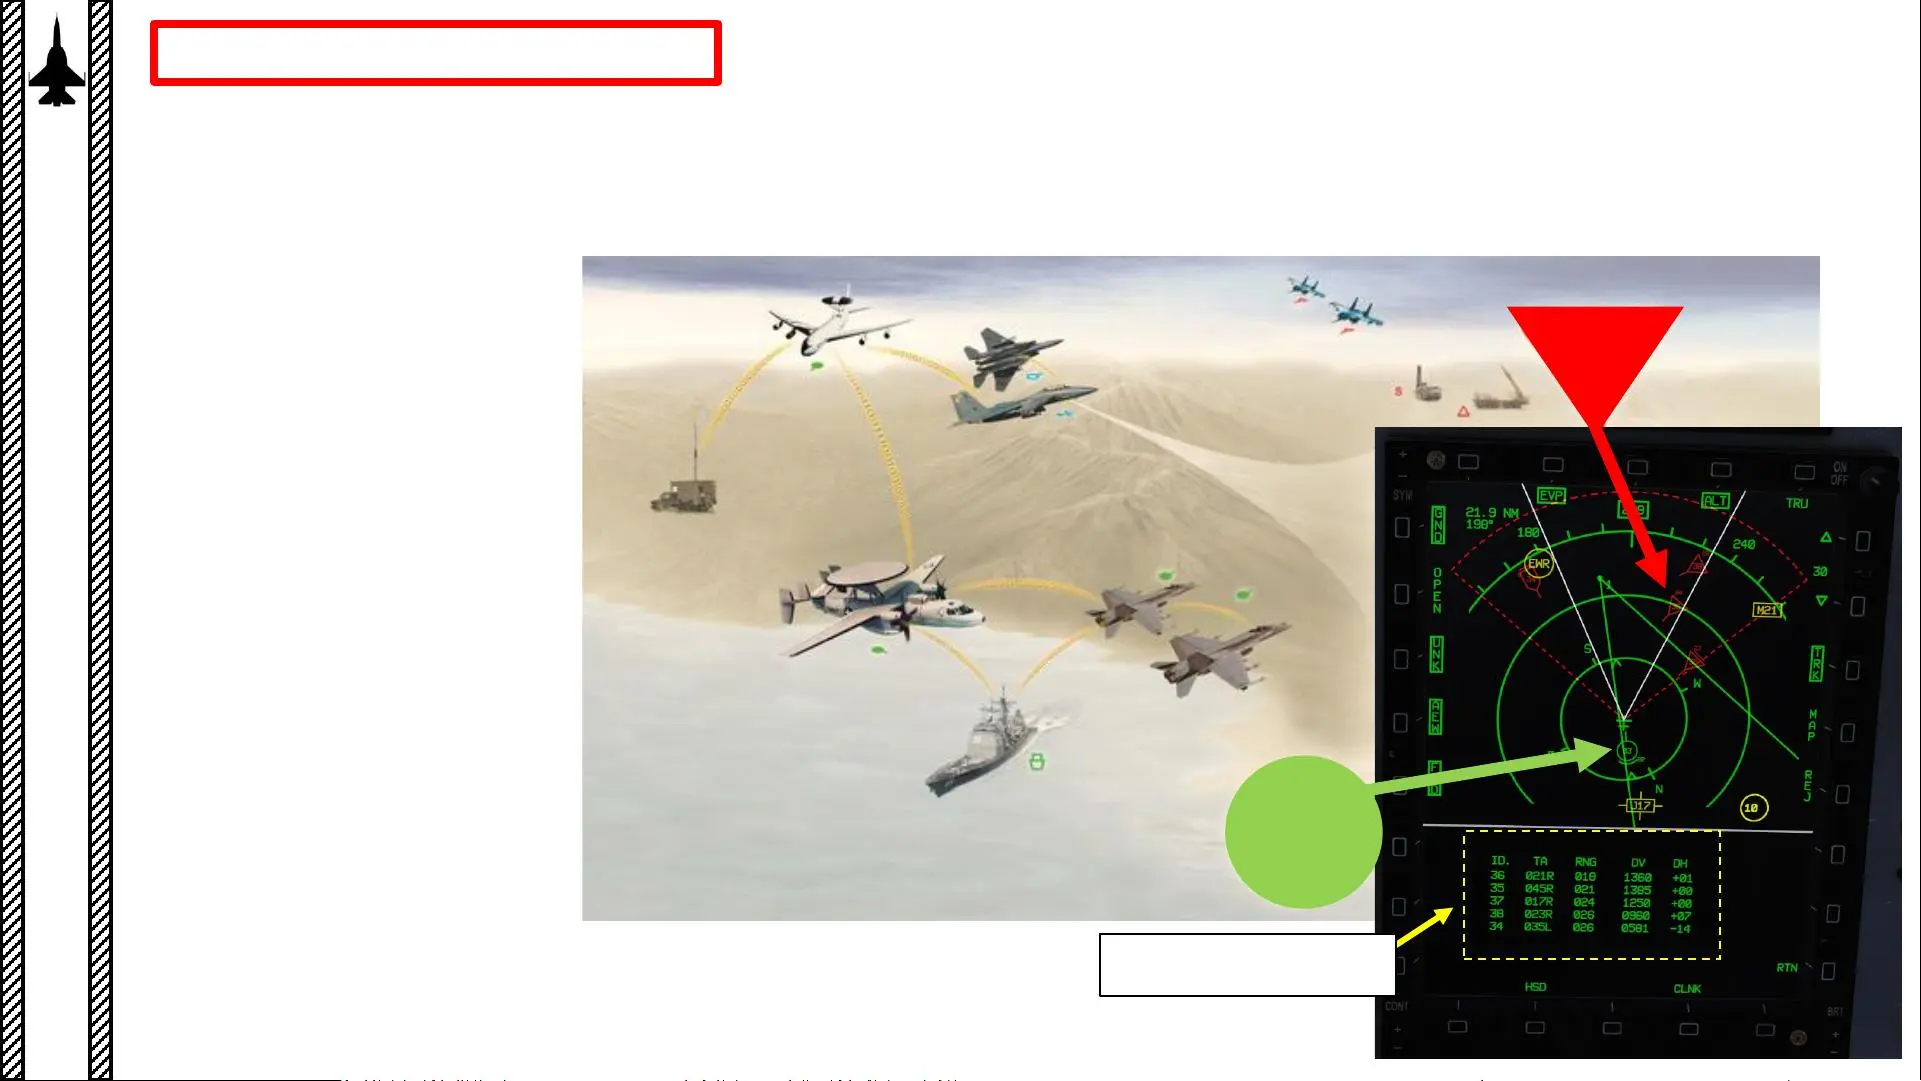 S
ON
OFF
SYM
EVP
ALT
TRU
GND
21.9 NM
190°
180
240
EWR
30
OPEN
M21
UNK
S
TRK
W
AEW
MAP
REJ
N
J17
10
ID. TA RNG DV DH
36 021R 018 1360 +01
35 045R 021 1385 +00
37 017R 024 1250 +00
38 023R 026 0960 +07
34 035L 026 0581 -14
RTN
HSD CLNK
CONT
BRT